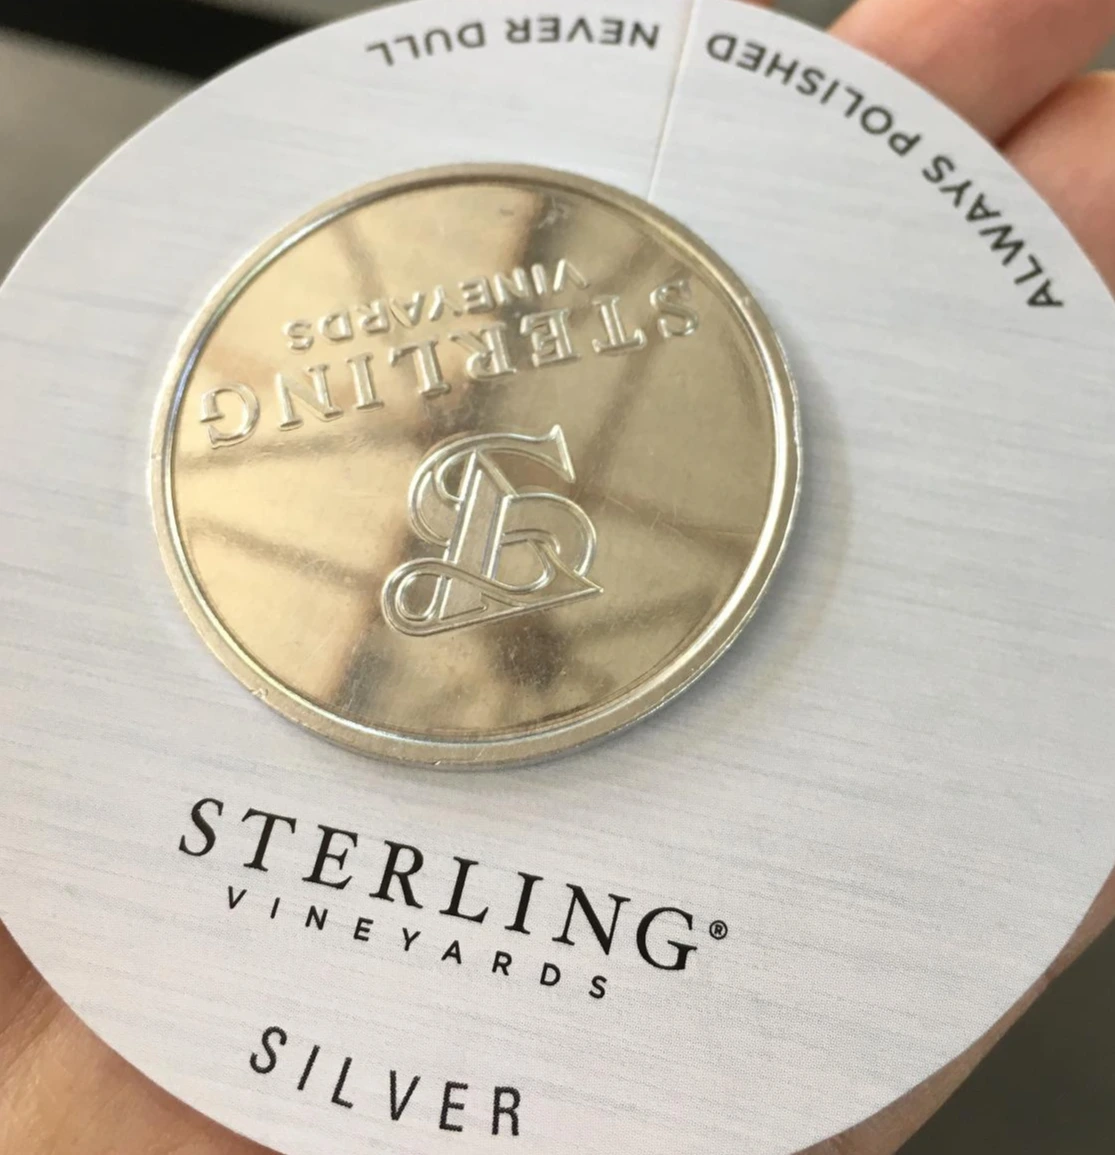 ALWAYS POLISHED
NEVER DULL
STERLING
VINEYARDS
S
STERLING®
VINEYARDS
SILVER